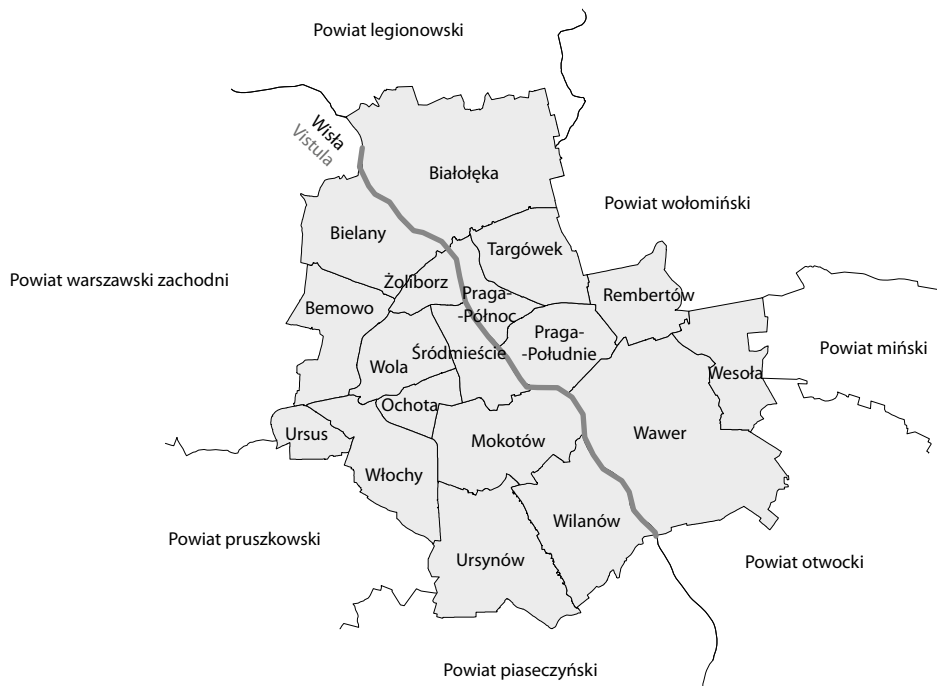 Powiat legionowski
Wisła
Vistula
Białołęka
Powiat wołomiński
Bielany
Targówek
Powiat warszawski zachodni
Żoliborz
Praga-
-Północ
Rembertów
Bemowo
Praga-
-Południe
Śródmieście
Powiat miński
Wola
Wesoła
Ochota
Ursus
Mokotów
Wawer
Włochy
Wilanów
Powiat pruszkowski
Ursynów
Powiat otwocki
Powiat piaseczyński